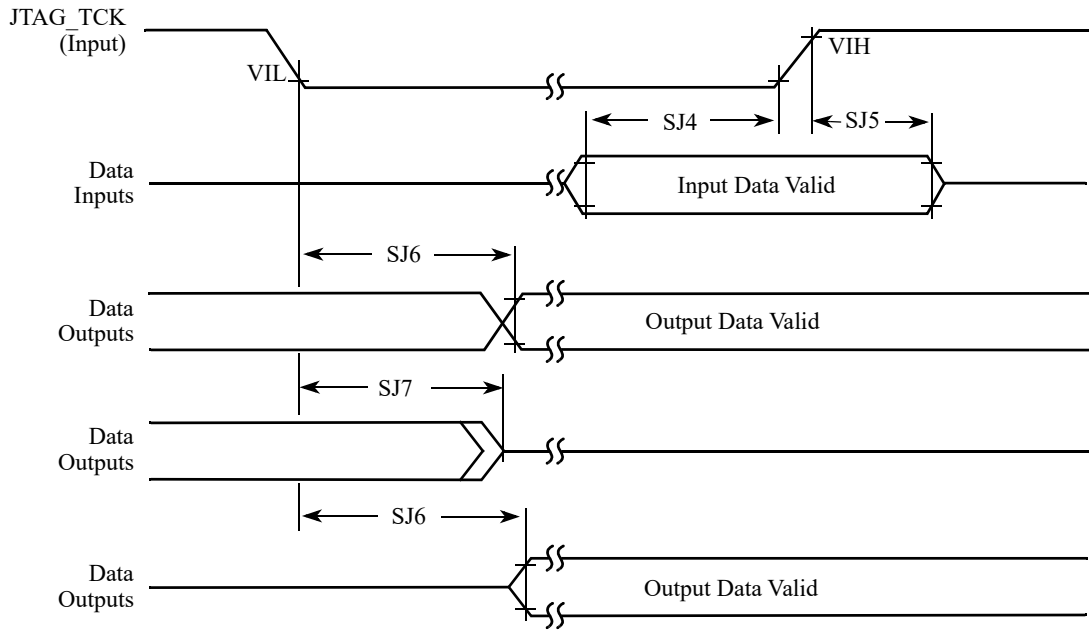 JTAG_TCK
(Input)
VIL
VIH
SJ4
SJ5
Data
Inputs
Input Data Valid
SJ6
Data
Outputs
Output Data Valid
SJ7
Data
Outputs
SJ6
Data
Outputs
Output Data Valid